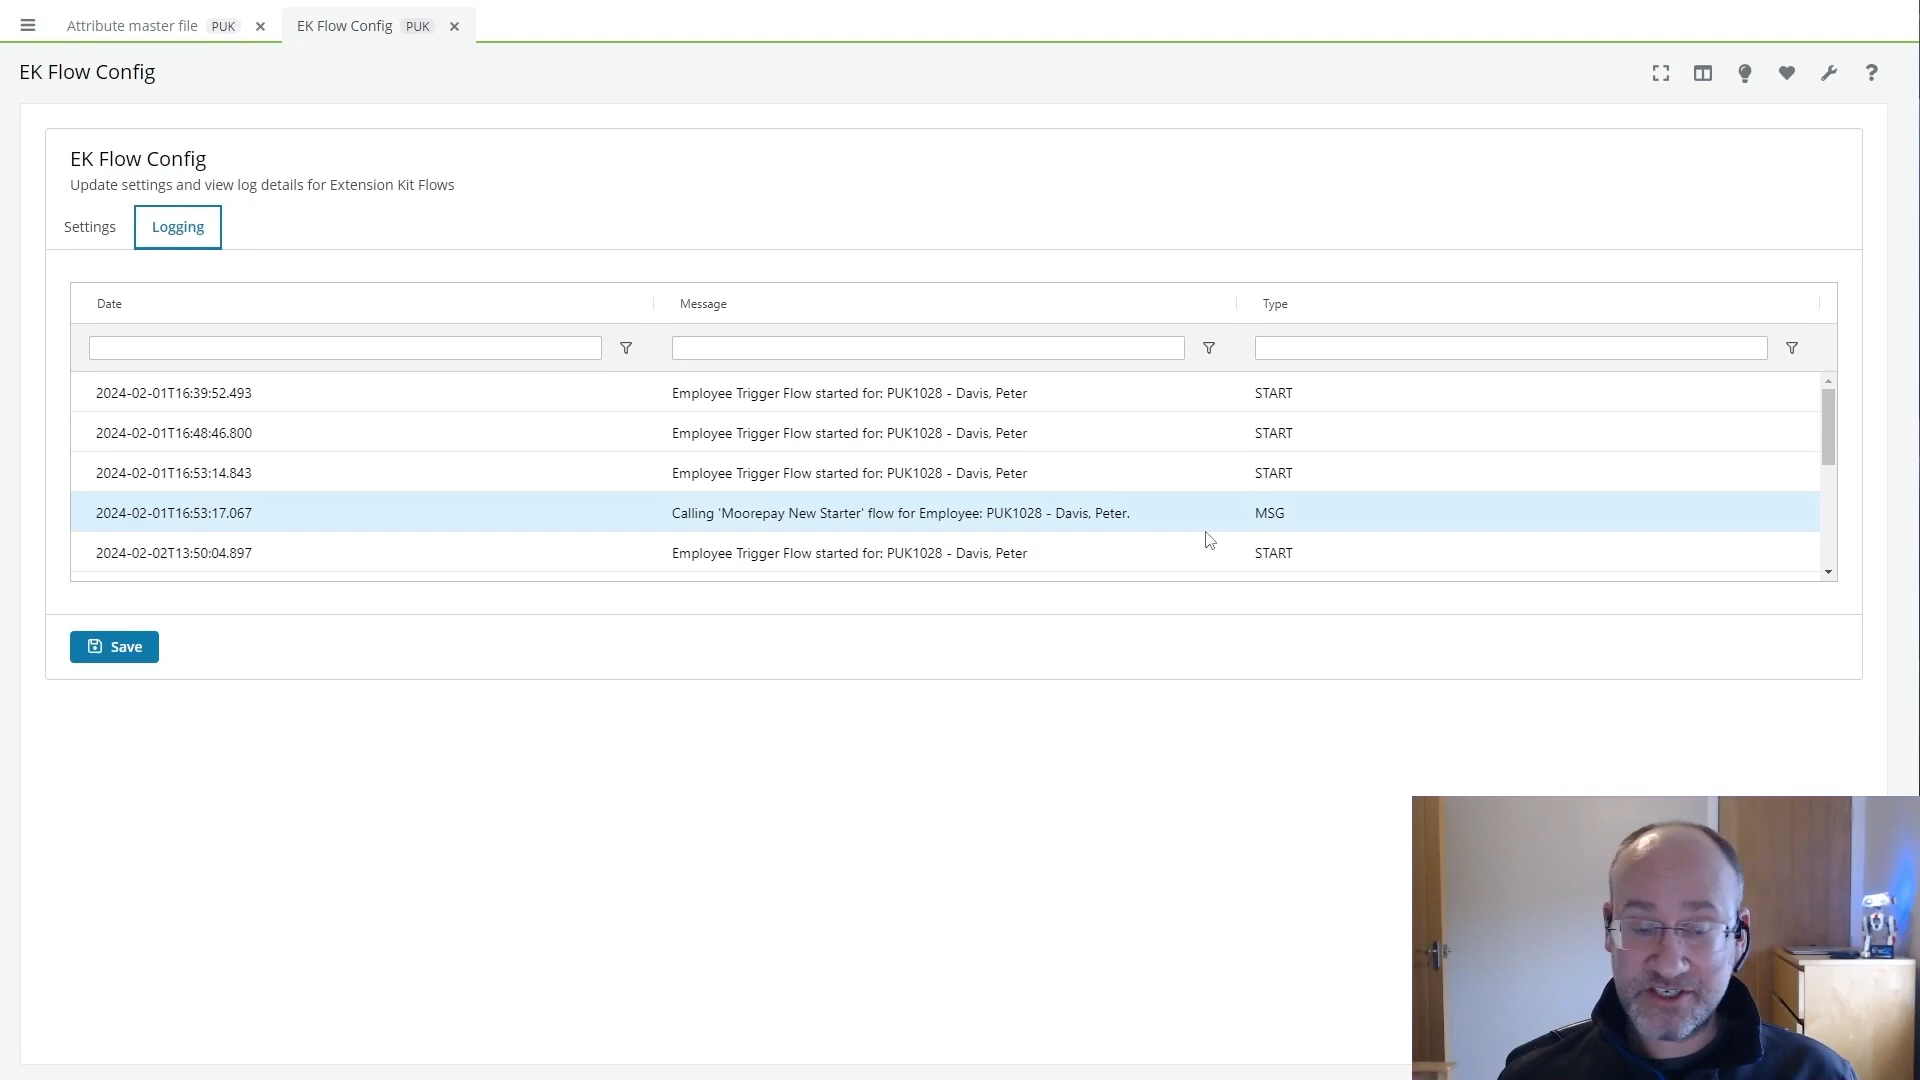 Attribute master file PUK
EK Flow Config PUK
EK Flow Config
?
EK Flow Config
Update settings and view log details for Extension Kit Flows
Settings Logging
Date Message Type
2024-02-01T16:39:52.493 Employee Trigger Flow started for: PUK1028 - Davis, Peter START
2024-02-01T16:48:46.800 Employee Trigger Flow started for: PUK1028 - Davis, Peter START
2024-02-01T16:53:14.843 Employee Trigger Flow started for: PUK1028 - Davis, Peter START
2024-02-01T16:53:17.067 Calling 'Moorepay New Starter' flow for Employee: PUK1028 - Davis, Peter. MSG
2024-02-02T13:50:04.897 Employee Trigger Flow started for: PUK1028 - Davis, Peter START
Save